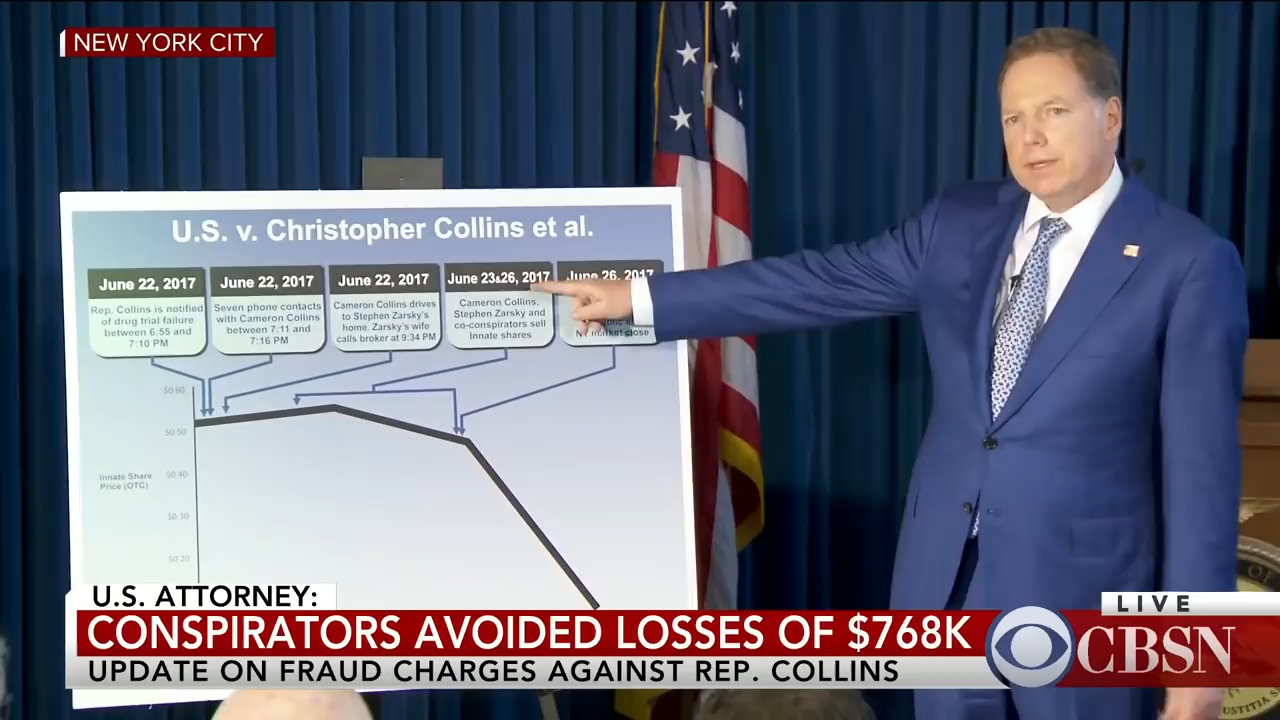 NEW YORK CITY
U.S. v. Christopher Collins et al.
June 22, 2017
Rep. Collins is notified
of drug trial failure
between 6:55 and
7:10 PM
June 22, 2017
Seven phone contacts
with Cameron Collins
between 7:11 and
7:16 PM
June 22, 2017
Cameron Collins drives
to Stephen Zarsky's
home. Zarsky's wife
calls broker at 9:34 PM
June 23&26, 2017
Cameron Collins,
Stephen Zarsky and
co-conspirators sell
Innate shares
June 26, 2017
market close
$0.60
$0.50
Innate Share
Price (OTC)
$0.40
$0.30
$0.20
U.S. ATTORNEY:
CONSPIRATORS AVOIDED LOSSES OF $768K
UPDATE ON FRAUD CHARGES AGAINST REP. COLLINS
LIVE
CBSN